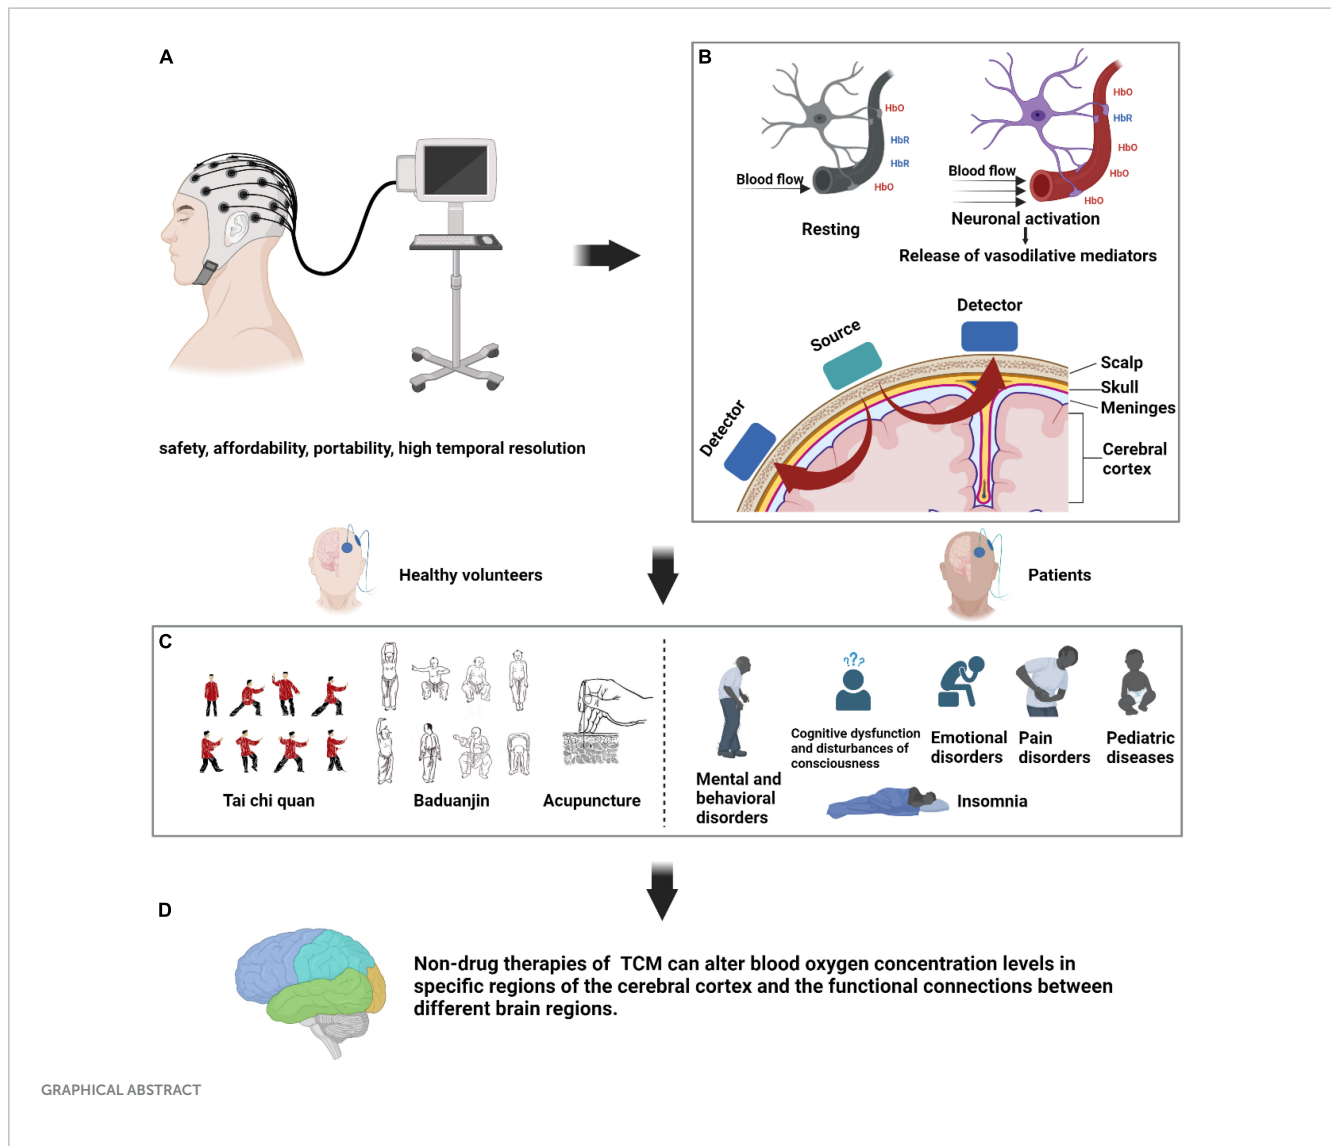 A
safety, affordability, portability, high temporal resolution
B
HbO
HbR
HbR
HbO
Blood flow
Resting
HbO
HbR
HbO
HbO
HbO
Blood flow
Neuronal activation
Release of vasodilative mediators
Detector
Source
Detector
Scalp
Skull
Meninges
Cerebral
cortex
Healthy volunteers
Patients
C
Tai chi quan
Baduanjin
Acupuncture
Mental and
behavioral
disorders
???
Cognitive dysfunction
and disturbances of
consciousness
Emotional
disorders
Pain
disorders
Pediatric
diseases
Insomnia
D
Non-drug therapies of TCM can alter blood oxygen concentration levels in
specific regions of the cerebral cortex and the functional connections between
different brain regions.
GRAPHICAL ABSTRACT